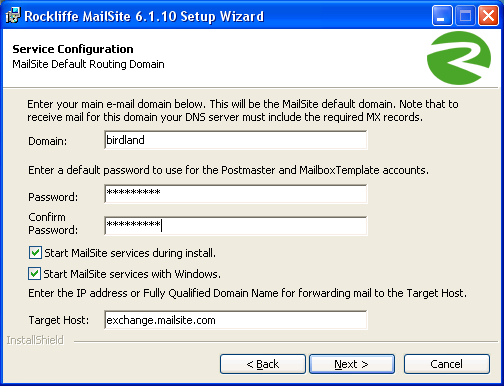 Rockliffe MailSite 6.1.10 Setup Wizard
Service Configuration
MailSite Default Routing Domain
Enter your main e-mail domain below. This will be the MailSite default domain. Note that to
receive mail for this domain your DNS server must include the required MX records.
Domain: birdland
Enter a default password to use for the Postmaster and MailboxTemplate accounts.
Password: *********
Confirm
Password: *********
Start MailSite services during install.
Start MailSite services with Windows.
Enter the IP address or Fully Qualified Domain Name for forwarding mail to the Target Host.
Target Host: exchange.mailsite.com
InstallShield
< Back Next > Cancel